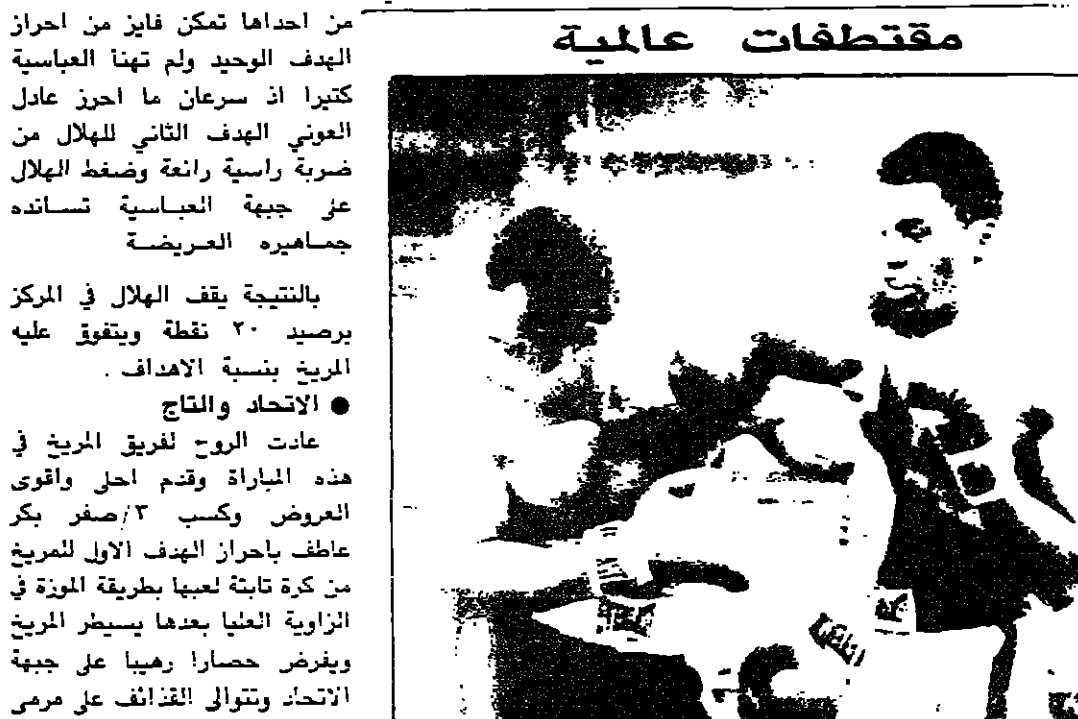 مقتطفات عالمية
من احداها تمكن فايز من احراز
الهدف الوحيد ولم تهنأ العباسية
كثيرا اذ سرعان ما احرز عادل
العوني الهدف الثاني للهلال من
ضربة راسية رائعة وضغط الهلال
على جبهة العباسية تسانده
جماهيره العريضة
بالنتيجة يقف الهلال في المركز
برصيد ٢٠ نقطة ويتفوق عليه
المريخ بنسبة الاهداف .
● الاتحاد والتاج
عادت الروح لفريق المريخ في
هذه المباراة وقدم احلى واقوى
العروض وكسب ٣/صفر بكر
عاطف باحراز الهدف الاول للمريخ
من كرة ثابتة لعبها بطريقة الموزة في
الزاوية العليا بعدها يسيطر المريخ
ويفرض حصارا رهيبا على جبهة
الاتحاد وتتوالى القذائف على مرمى